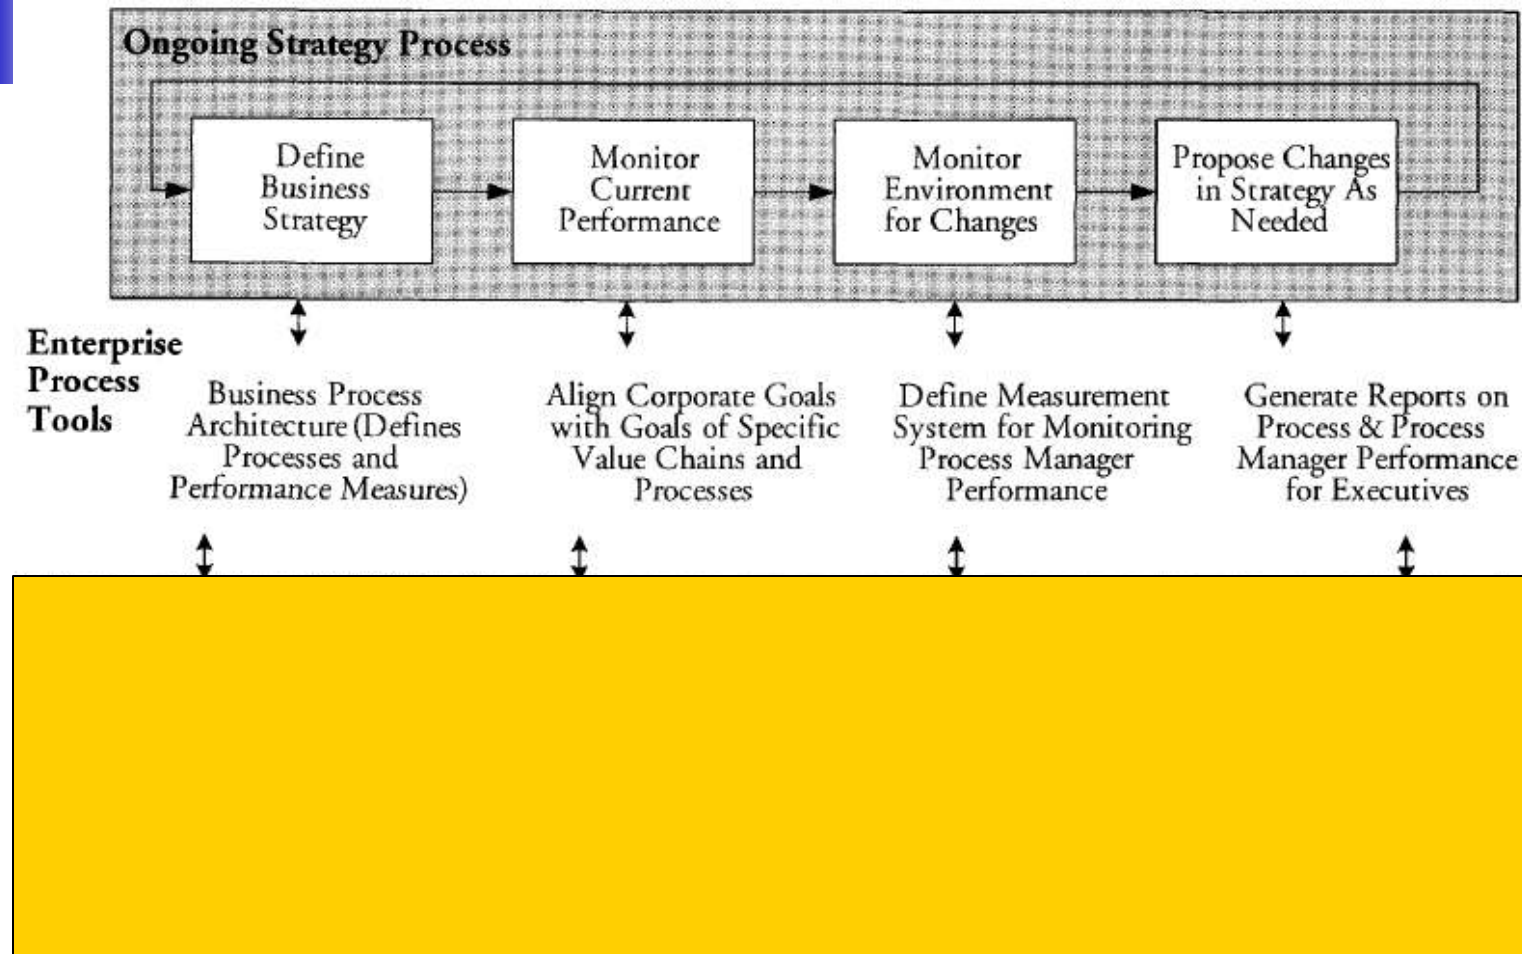 Ongoing Strategy Process
Define
Business
Strategy
Monitor
Current
Performance
Monitor
Environment
for Changes
Propose Changes
in Strategy As
Needed
Enterprise
Process
Tools
Business Process
Architecture (Defines
Processes and
Performance Measures)
Align Corporate Goals
with Goals of Specific
Value Chains and
Processes
Define Measurement
System for Monitoring
Process Manager
Performance
Generate Reports on
Process & Process
Manager Performance
for Executives